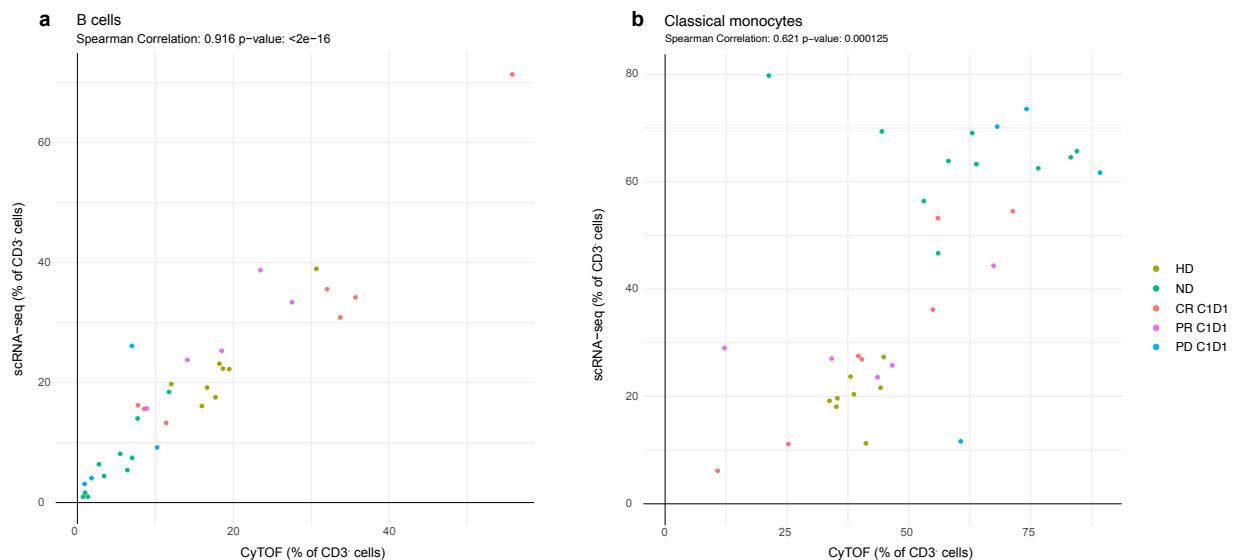 a B cells
Spearman Correlation: 0.916 p−value: <2e−16
scRNA−seq (% of CD3⁻ cells)
60
40
20
0
0 20 40
CyTOF (% of CD3⁻ cells)
b Classical monocytes
Spearman Correlation: 0.621 p−value: 0.000125
scRNA−seq (% of CD3⁻ cells)
80
60
40
20
0
0 25 50 75
CyTOF (% of CD3⁻ cells)
HD
ND
CR C1D1
PR C1D1
PD C1D1